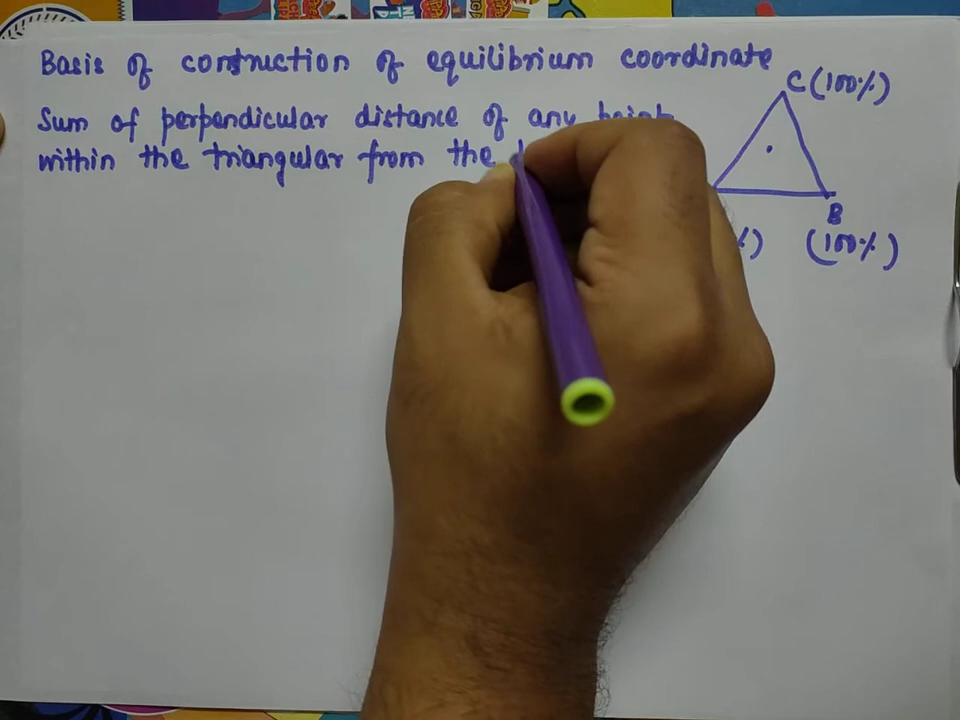 Basis of construction of equilibrium coordinate
C (100%)
Sum of perpendicular distance of any point
within the triangular from the
B
%) (100%)